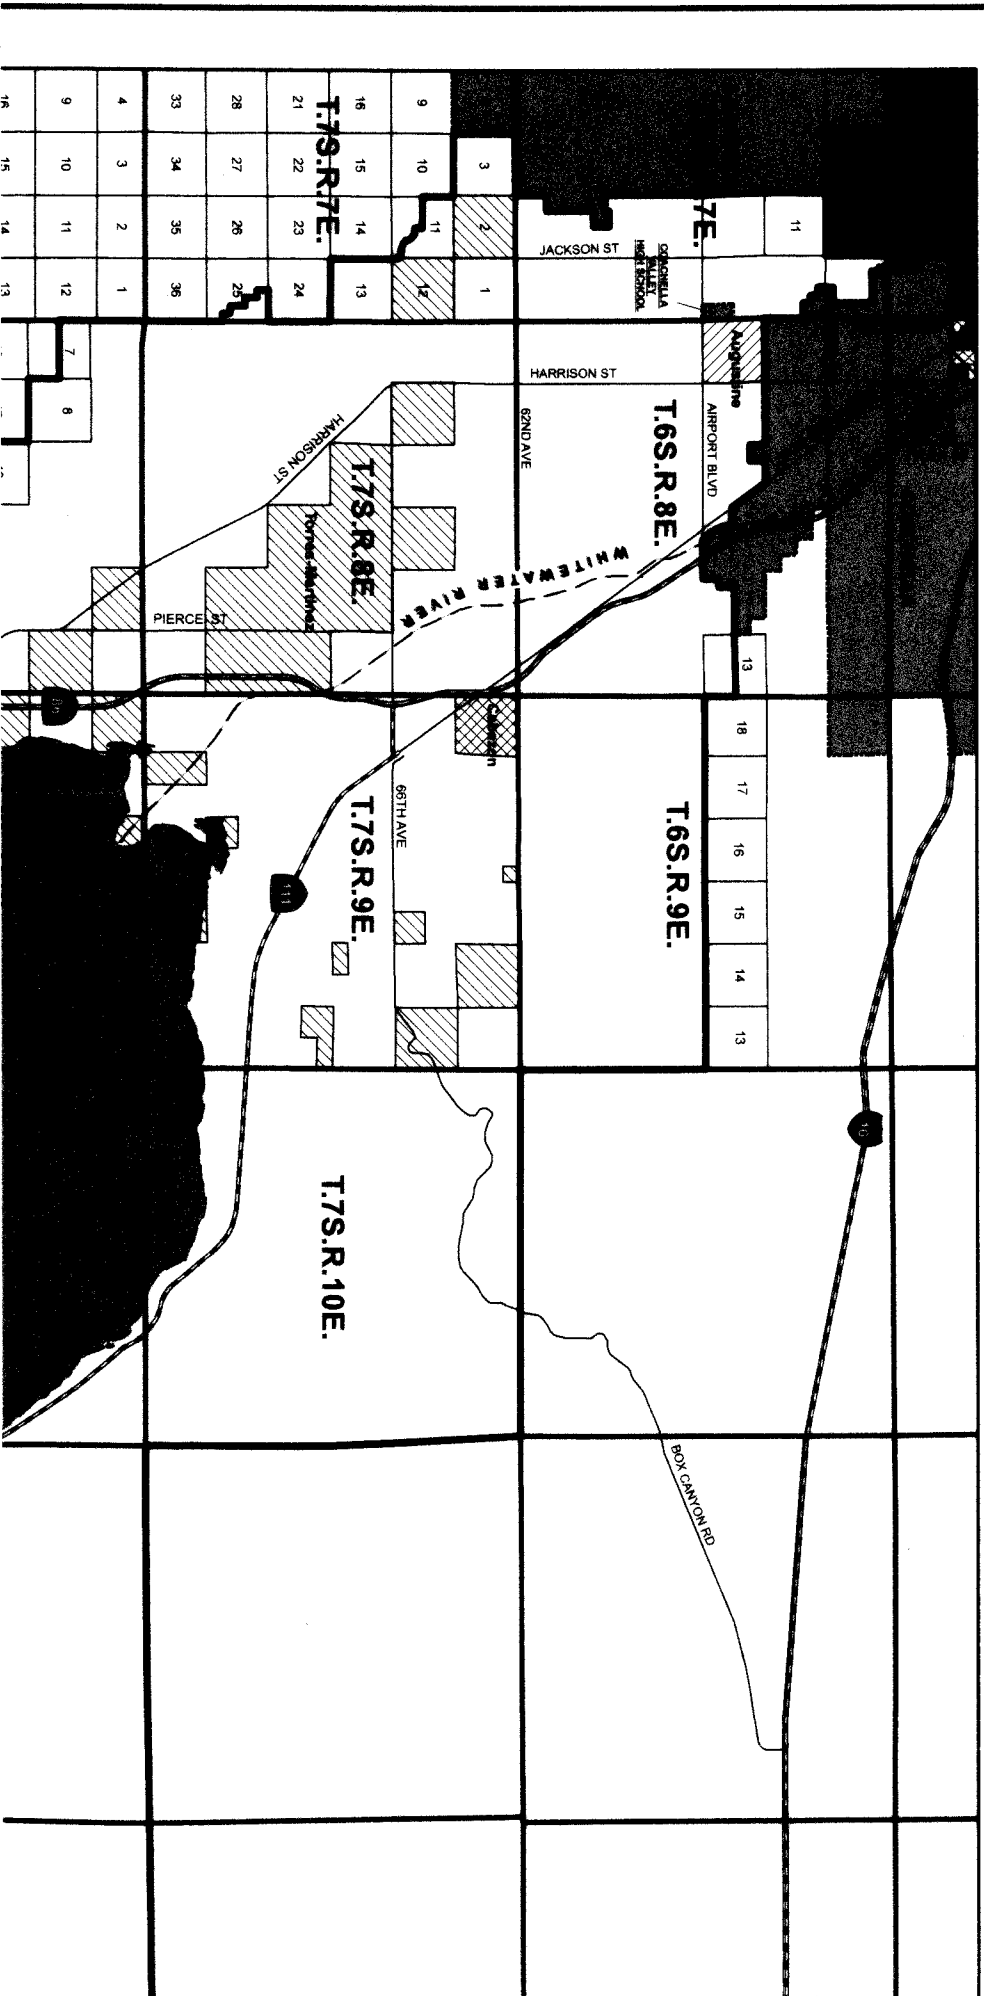 10
11
Augustine
13
18 17 16 15 14 13
7E.
AIRPORT BLVD
BOX CANYON RD
COACHELLA
VALLEY
HIGH SCHOOL
T.6S.R.8E.
T.6S.R.9E.
JACKSON ST
HARRISON ST
62ND AVE
WHITEWATER RIVER
3 2 1
Cabazon
9 10 11 12
66TH AVE
16 15 14 13
T.7S.R.8E.
T.7S.R.9E.
T.7S.R.7E.
T.7S.R.10E.
21 22 23 24
HARRISON ST
Torres-Martinez
111
28 27 26 25
PIERCE ST
33 34 35 36
4 3 2 1
9 10 11 12
7
8
16 15 14 13